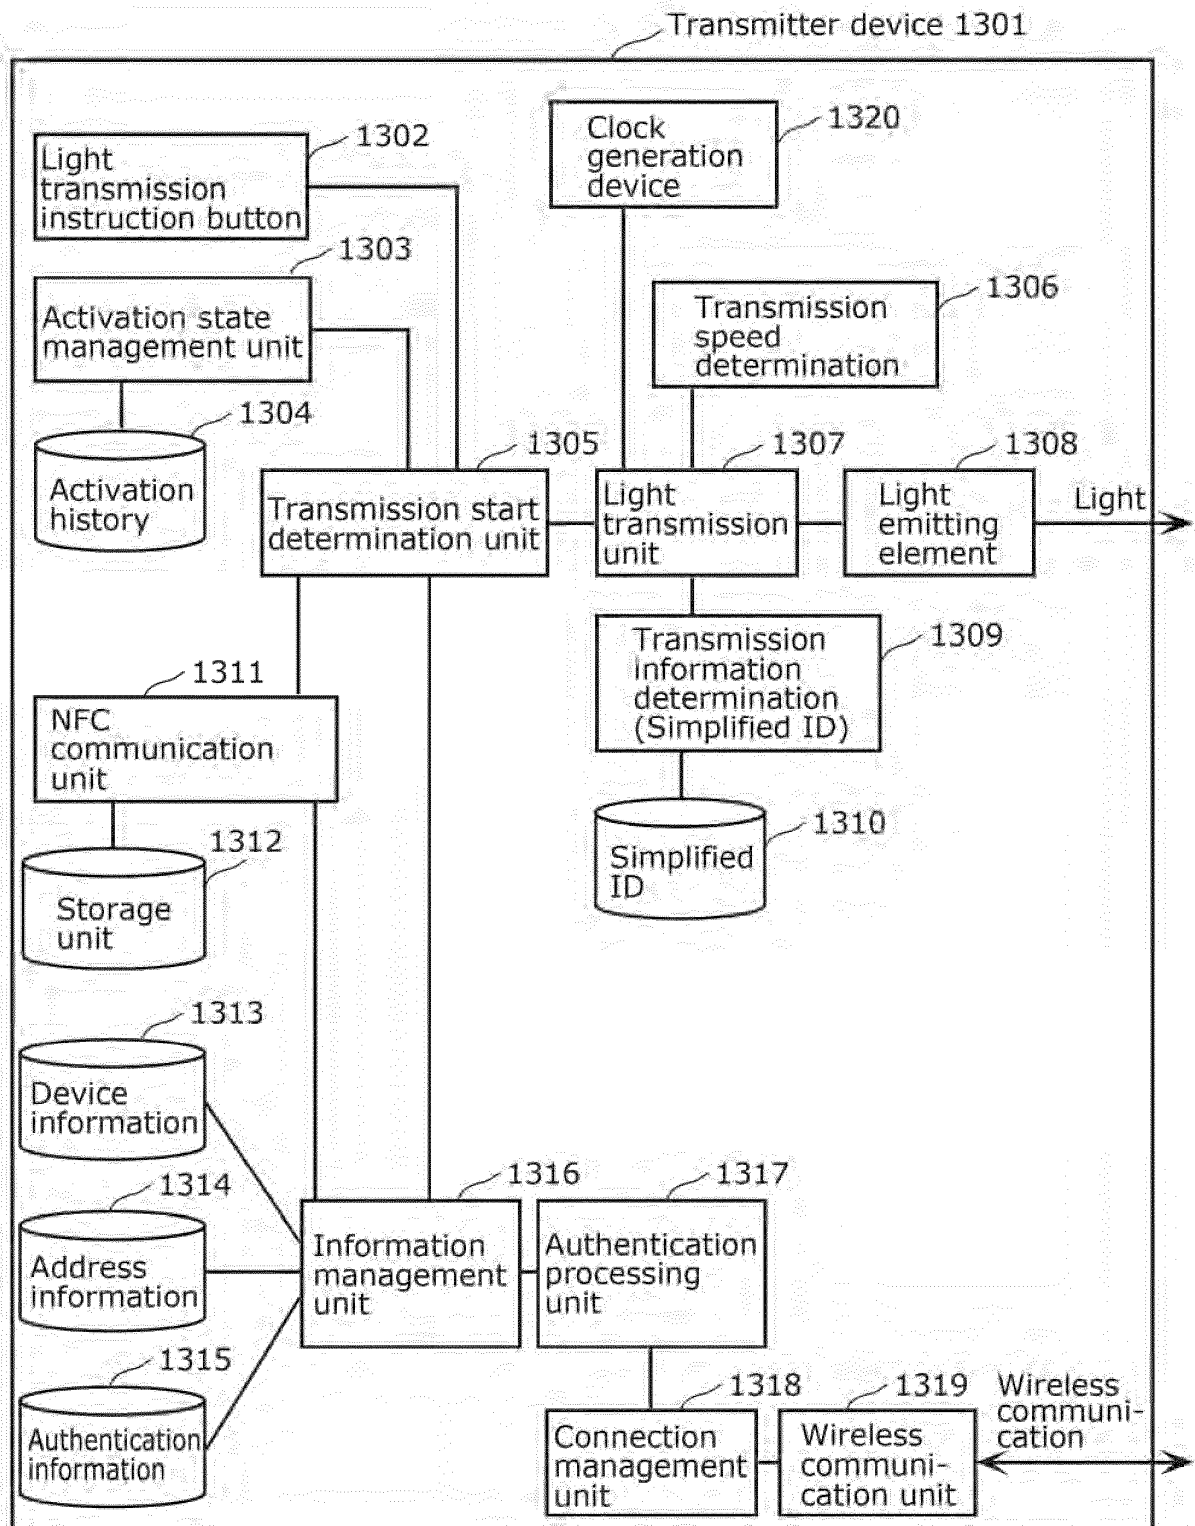 Transmitter device 1301
1302
Light
transmission
instruction button
1320
Clock
generation
device
1303
Activation state
management unit
1306
Transmission
speed
determination
1304
Activation
history
1305
Transmission start
determination unit
1307
Light
transmission
unit
1308
Light
emitting
element
Light
1309
Transmission
information
determination
(Simplified ID)
1311
NFC
communication
unit
1310
Simplified
ID
1312
Storage
unit
1313
Device
information
1314
Address
information
1315
Authentication
information
1316
Information
management
unit
1317
Authentication
processing
unit
1318
Connection
management
unit
1319
Wireless
communi-
cation unit
Wireless
communi-
cation